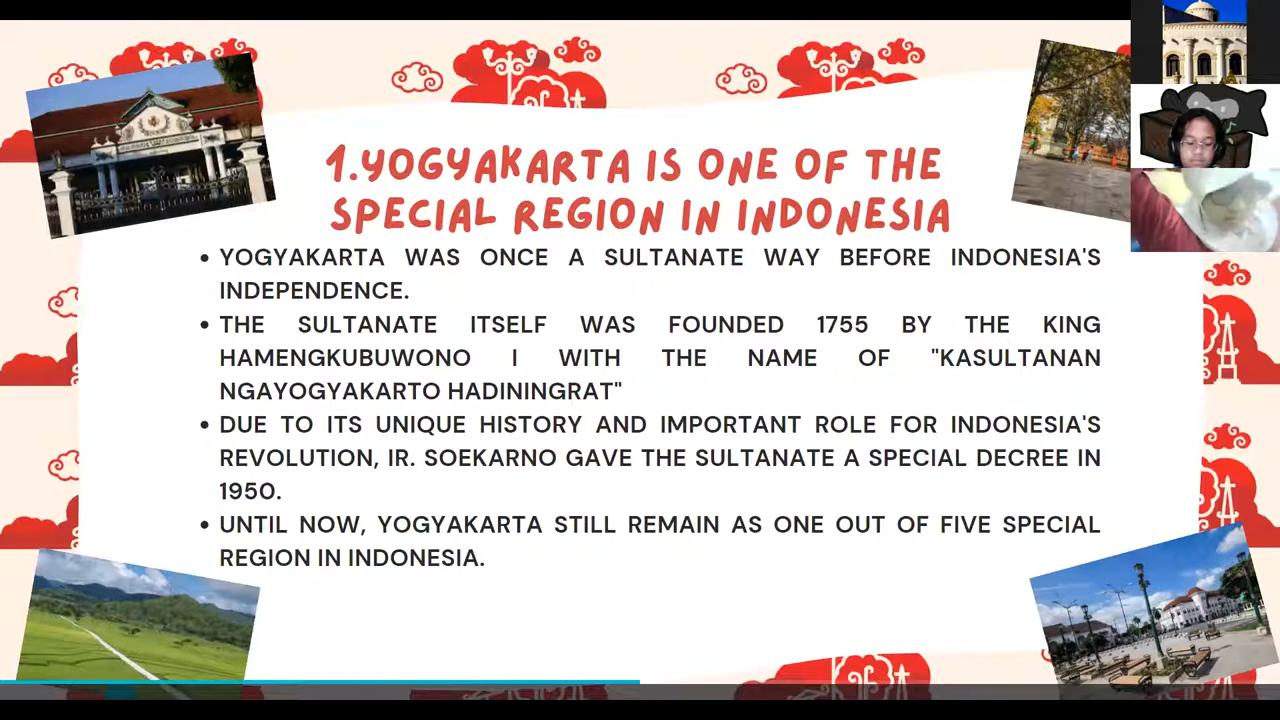 1.YOGYAKARTA IS ONE OF THE
SPECIAL REGION IN INDONESIA
• YOGYAKARTA WAS ONCE A SULTANATE WAY BEFORE INDONESIA'S
INDEPENDENCE.
• THE SULTANATE ITSELF WAS FOUNDED 1755 BY THE KING
HAMENGKUBUWONO I WITH THE NAME OF "KASULTANAN
NGAYOGYAKARTO HADININGRAT"
• DUE TO ITS UNIQUE HISTORY AND IMPORTANT ROLE FOR INDONESIA'S
REVOLUTION, IR. SOEKARNO GAVE THE SULTANATE A SPECIAL DECREE IN
1950.
• UNTIL NOW, YOGYAKARTA STILL REMAIN AS ONE OUT OF FIVE SPECIAL
REGION IN INDONESIA.